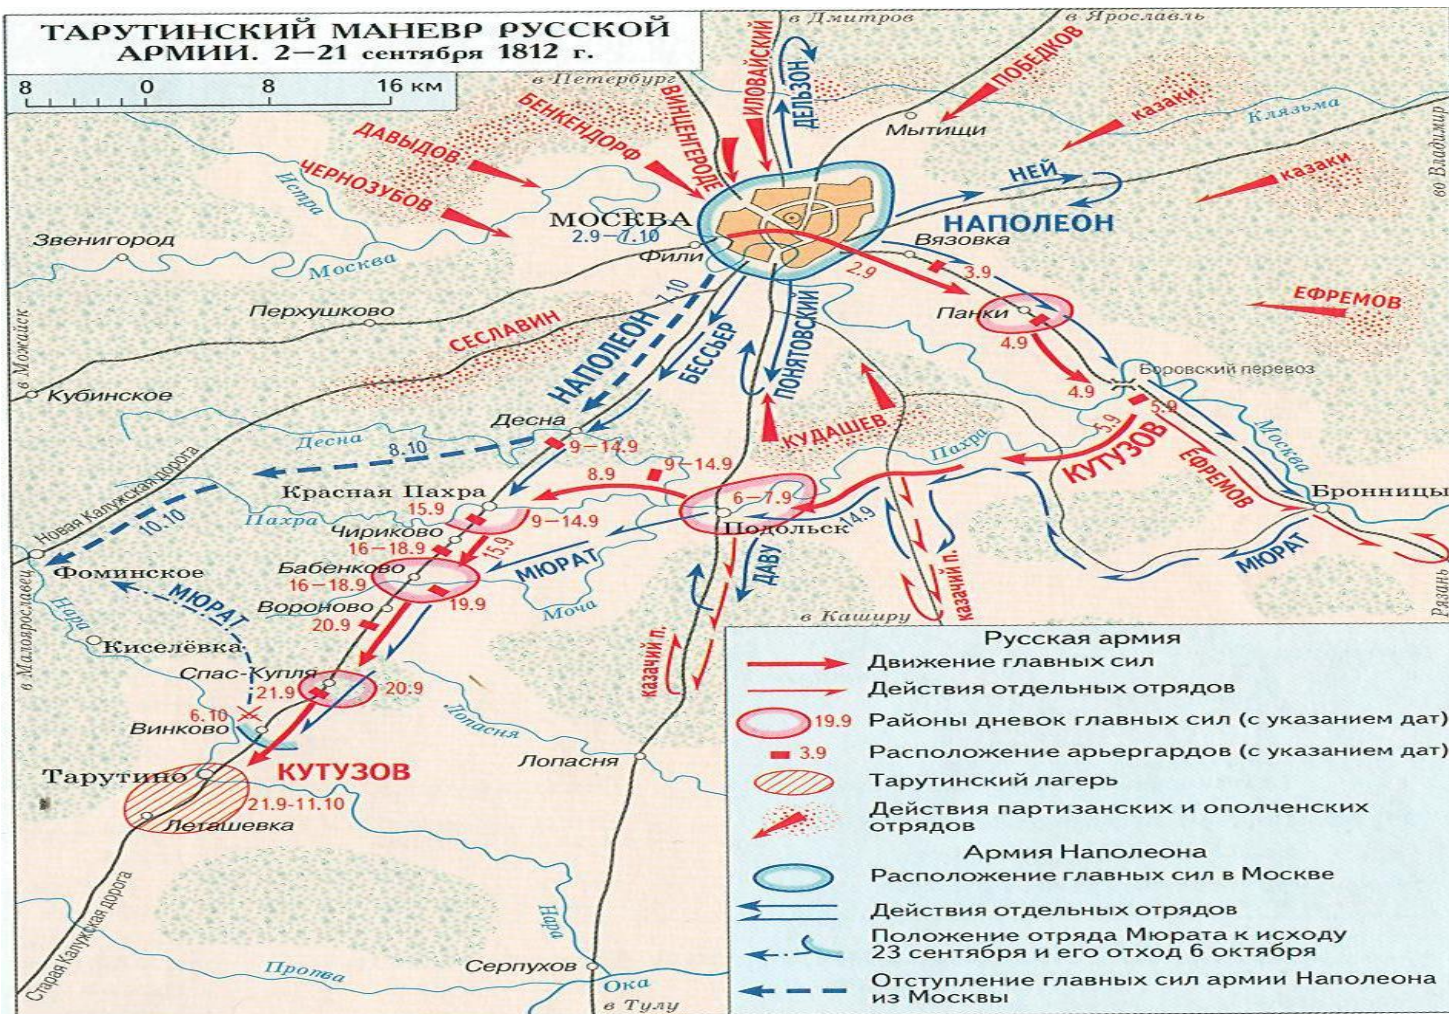 ТАРУТИНСКИЙ МАНЕВР РУССКОЙ
АРМИИ. 2—21 сентября 1812 г.
8 0 8 16 км
в Дмитров
в Ярославль
в Петербург
во Владимир
ПОБЕДКОВ
ИЛОВАЙСКИЙ
ДЕЛЬЗОН
ВИНЦЕНГЕРОДЕ
БЕНКЕНДОРФ
ДАВЫДОВ
ЧЕРНОЗУБОВ
казаки
казаки
Клязьма
Мытищи
Истра
НЕЙ
НАПОЛЕОН
МОСКВА
2.9–7.10
Звенигород
Москва
Фили
Вязовка
2.9
3.9
ЕФРЕМОВ
Перхушково
Панки
4.9
в Можайск
СЕСЛАВИН
НАПОЛЕОН 7.10
БЕССЬЕР
ПОНЯТОВСКИЙ
Кубинское
Боровский перевоз
4.9
5.9
5.9
КУДАШЕВ
КУТУЗОВ
Десна
Десна
8.10
9–14.9
Пахра
Москва
ЕФРЕМОВ
Бронницы
Новая Калужская дорога
Красная Пахра
8.9
9–14.9
6–7.9
Подольск
14.9
15.9
Пахра
9–14.9
15.9
10.10
Чириково
16–18.9
МЮРАТ
ДАВУ
МЮРАТ
Рязань
Фоминское
Бабенково
16–18.9
19.9
Моча
МЮРАТ
Вороново
20.9
казачий п.
казачий п.
в Каширу
в Малоярославец
Нара
Киселёвка
Спас-Купля
21.9
20.9
6.10
Винково
Лопасня
Лопасня
Тарутино
КУТУЗОВ
21.9-11.10
Леташевка
Старая Калужская дорога
Протва
Нара
Серпухов
Ока
в Тулу
Русская армия
Движение главных сил
Действия отдельных отрядов
19.9 Районы дневок главных сил (с указанием дат)
3.9 Расположение арьергардов (с указанием дат)
Тарутинский лагерь
Действия партизанских и ополченских
отрядов
Армия Наполеона
Расположение главных сил в Москве
Действия отдельных отрядов
Положение отряда Мюрата к исходу
23 сентября и его отход 6 октября
Отступление главных сил армии Наполеона
из Москвы